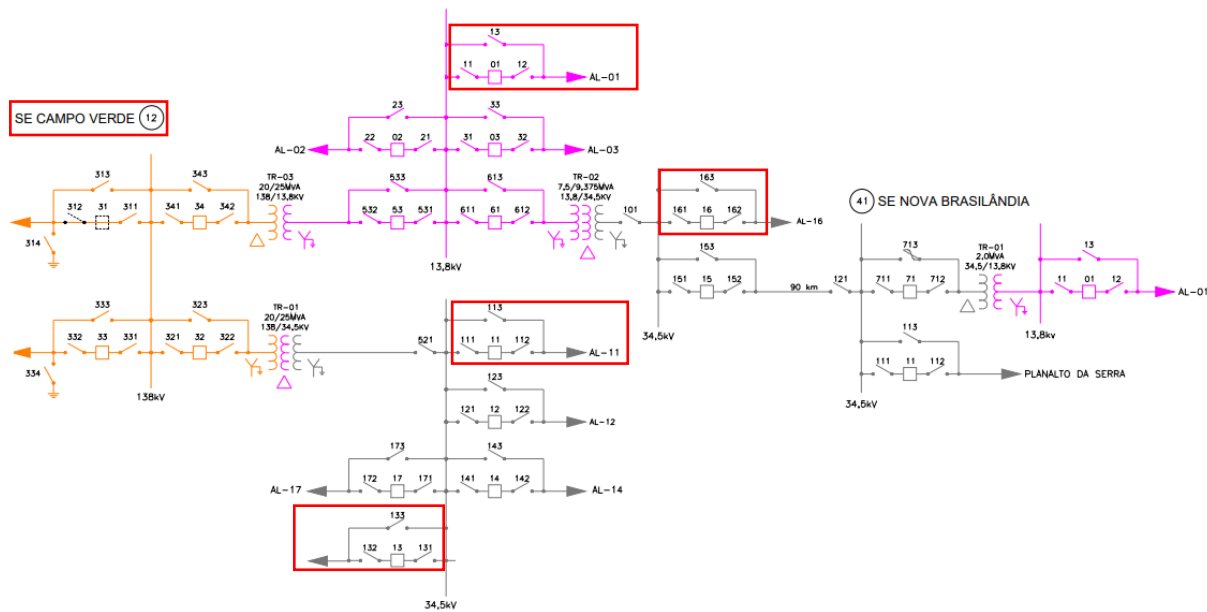 13
11 01 12
AL-01
SE CAMPO VERDE 12
23 33
22 02 21 31 03 32
AL-02 AL-03
313 343
TR-03
20/25MVA
138/13,8KV
533 613
TR-02
7,5/9,375MVA
13,8/34,5KV
163
312 31 311 341 34 342
532 53 531 611 61 612
101
161 16 162
AL-16
41 SE NOVA BRASILÂNDIA
314
13,8kV
153
151 15 152
90 km
121
713
711 71 712
TR-01
2,0MVA
34,5/13,8KV
13
11 01 12
AL-01
333 323
TR-01
20/25MVA
138/34,5KV
113
34,5kV
13,8kV
332 33 331 321 32 322
521
111 11 112
AL-11
113
111 11 112
PLANALTO DA SERRA
334
138kV
123
34,5kV
121 12 122
AL-12
173 143
172 17 171 141 14 142
AL-17 AL-14
133
132 13 131
34,5kV